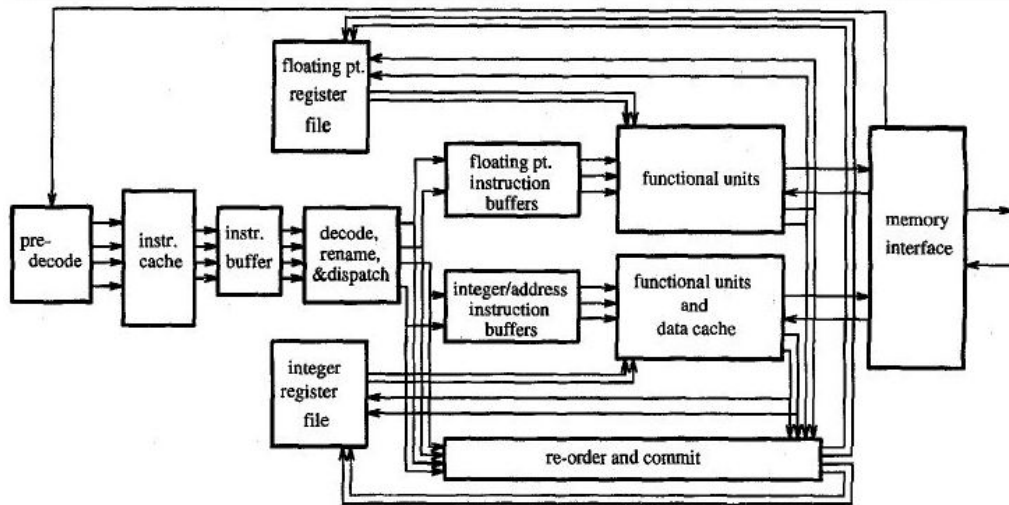 floating pt.
register
file
pre-
decode
instr.
cache
instr.
buffer
decode,
rename,
&dispatch
floating pt.
instruction
buffers
integer/address
instruction
buffers
functional units
functional units
and
data cache
memory
interface
integer
register
file
re-order and commit